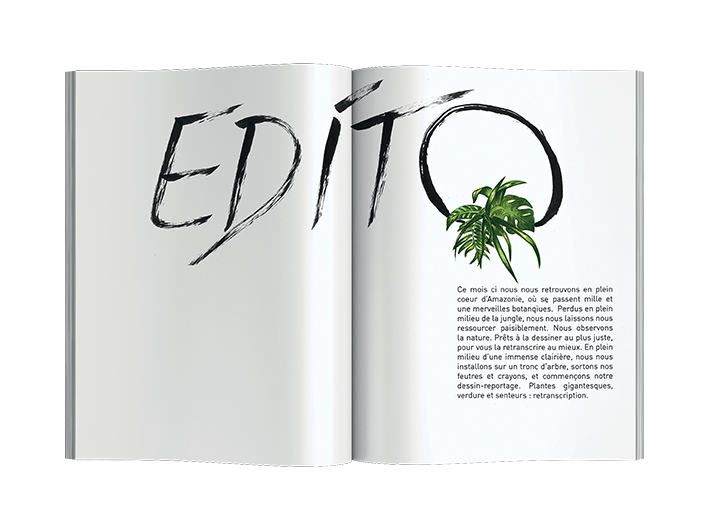 EDITO
Ce mois ci nous nous retrouvons en plein
coeur d'Amazonie, où se passent mille et
une merveilles botanqiues. Perdus en plein
milieu de la jungle, nous nous laissons nous
ressourcer paisiblement. Nous observons
la nature. Prêts à la dessiner au plus juste,
pour vous la retranscrire au mieux. En plein
milieu d'une immense clairière, nous nous
installons sur un tronc d'arbre, sortons nos
feutres et crayons, et commençons notre
dessin-reportage. Plantes gigantesques,
verdure et senteurs : retranscription.